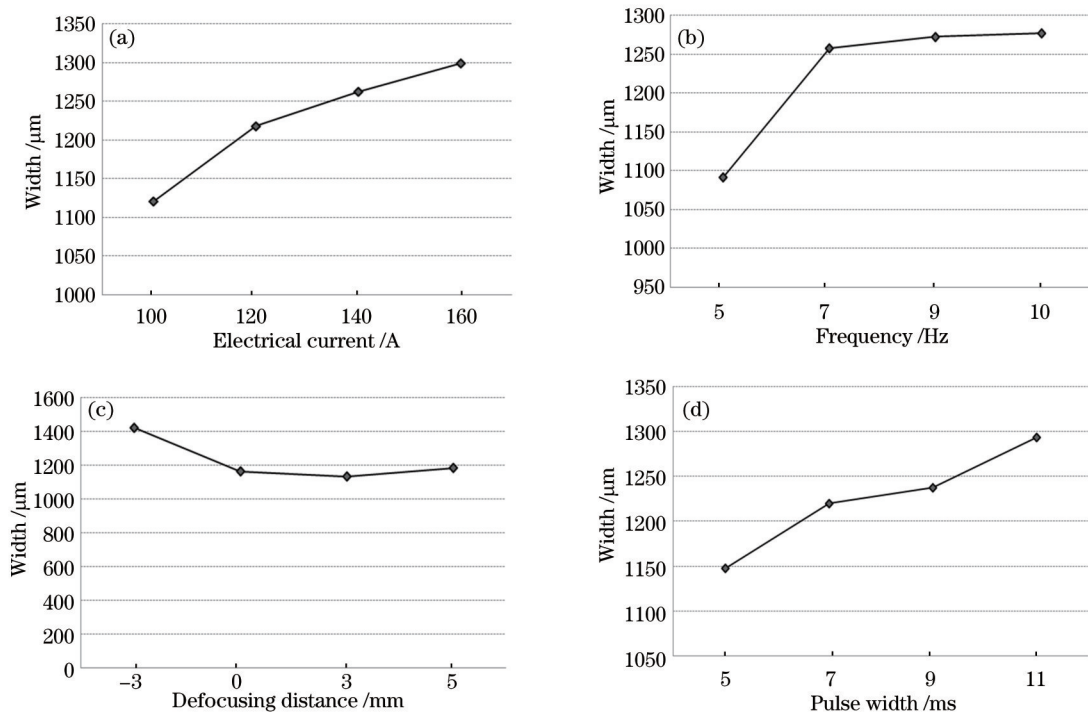 (a)
Width /μm
1350
1300
1250
1200
1150
1100
1050
1000
100 120 140 160
Electrical current /A
(b)
Width /μm
1300
1250
1200
1150
1100
1050
1000
950
5 7 9 10
Frequency /Hz
(c)
Width /μm
1600
1400
1200
1000
800
600
400
200
0
−3 0 3 5
Defocusing distance /mm
(d)
Width /μm
1350
1300
1250
1200
1150
1100
1050
5 7 9 11
Pulse width /ms